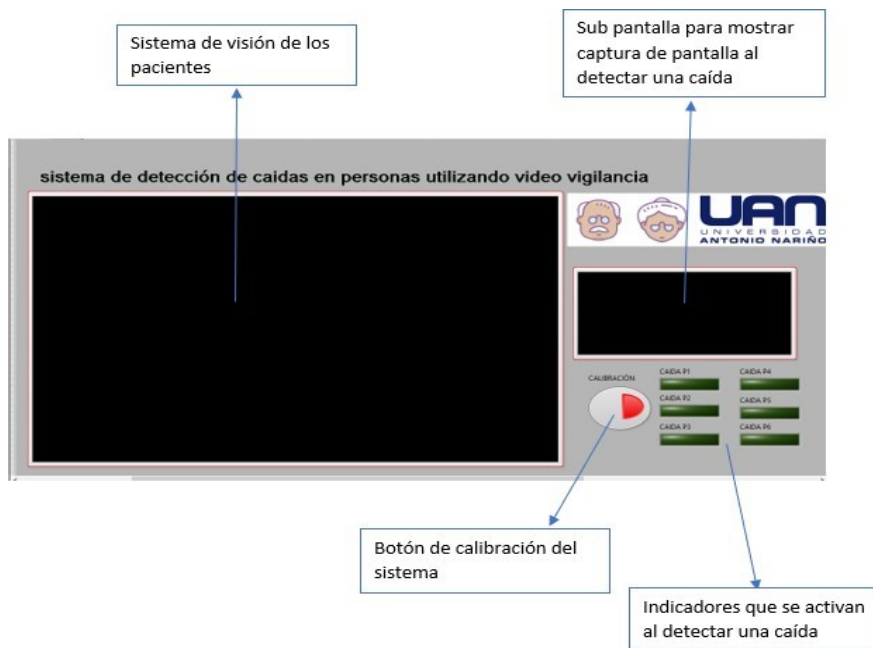 Sistema de visión de los
pacientes
Sub pantalla para mostrar
captura de pantalla al
detectar una caída
sistema de detección de caidas en personas utilizando video vigilancia
UAN
UNIVERSIDAD
ANTONIO NARIÑO
CALIBRACIÓN
CAIDA P1
CAIDA P4
CAIDA P2
CAIDA P5
CAIDA P3
CAIDA P6
Botón de calibración del
sistema
Indicadores que se activan
al detectar una caída